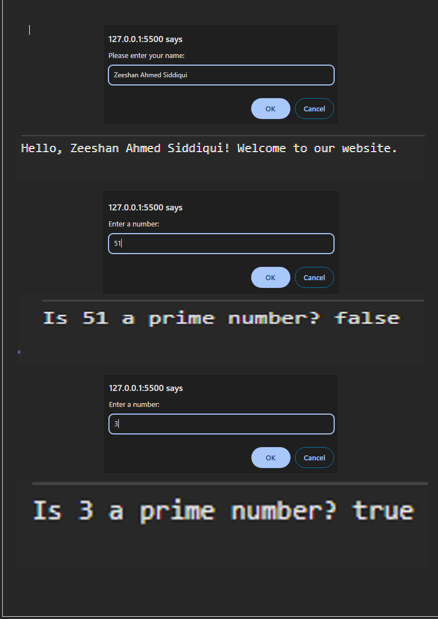 127.0.0.1:5500 says
Please enter your name:
Zeeshan Ahmed Siddiqui
OK Cancel
Hello, Zeeshan Ahmed Siddiqui! Welcome to our website.
127.0.0.1:5500 says
Enter a number:
51
OK Cancel
Is 51 a prime number? false
127.0.0.1:5500 says
Enter a number:
3
OK Cancel
Is 3 a prime number? true